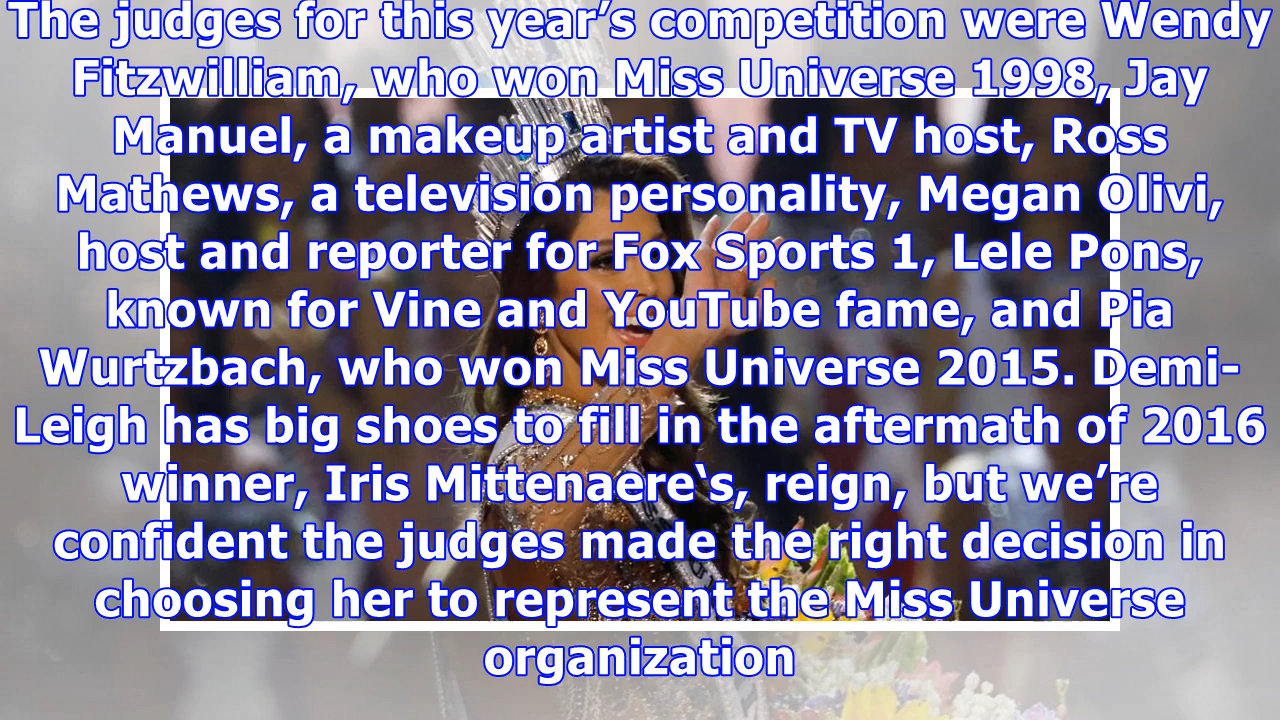 The judges for this year’s competition were Wendy
Fitzwilliam, who won Miss Universe 1998, Jay
Manuel, a makeup artist and TV host, Ross
Mathews, a television personality, Megan Olivi,
host and reporter for Fox Sports 1, Lele Pons,
known for Vine and YouTube fame, and Pia
Wurtzbach, who won Miss Universe 2015. Demi-
Leigh has big shoes to fill in the aftermath of 2016
winner, Iris Mittenaere‘s, reign, but we’re
confident the judges made the right decision in
choosing her to represent the Miss Universe
organization